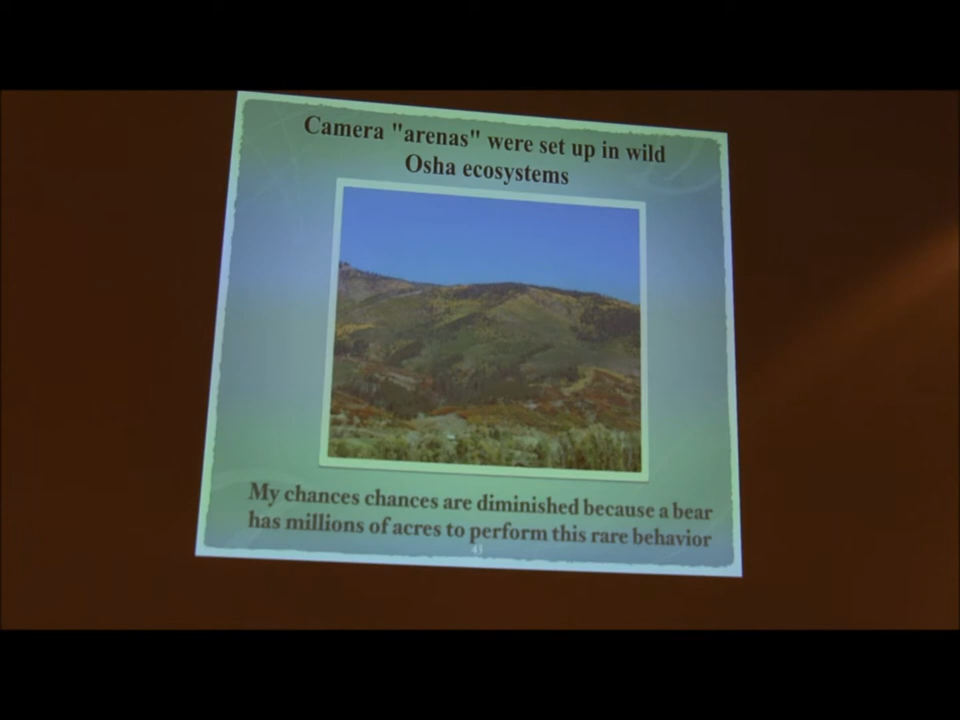 Camera "arenas" were set up in wild
Osha ecosystems
My chances chances are diminished because a bear
has millions of acres to perform this rare behavior
43